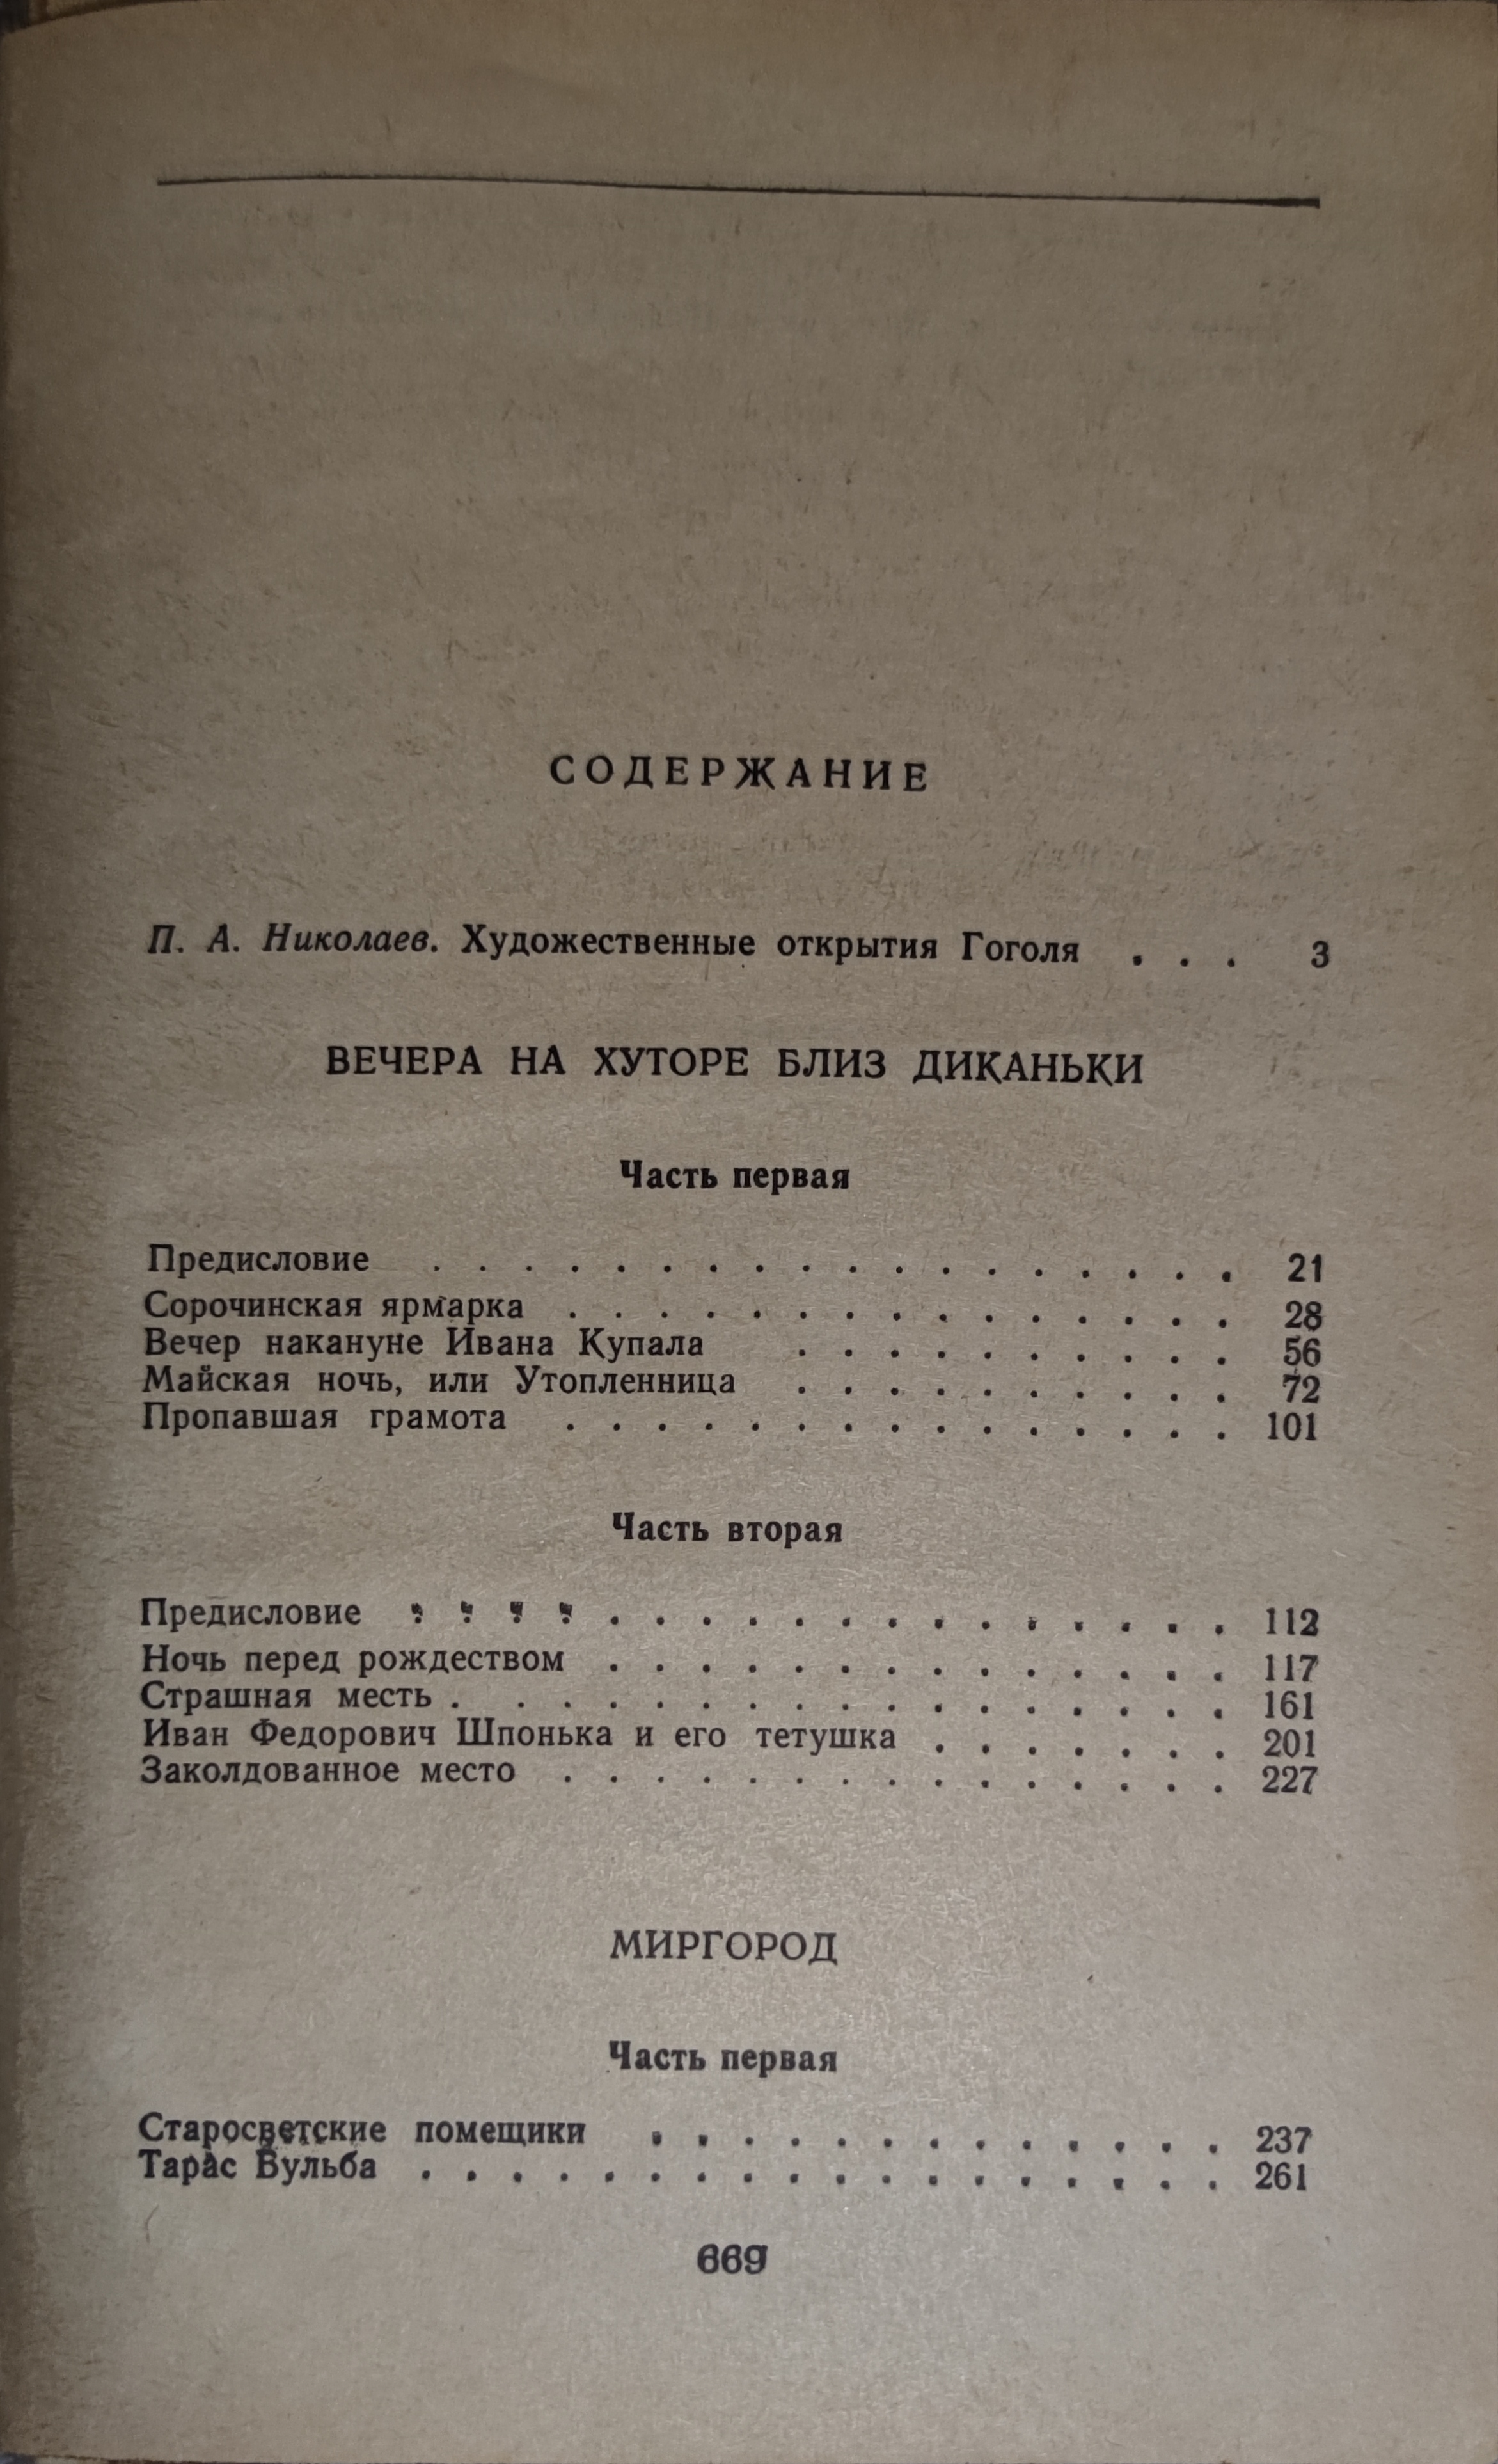 СОДЕРЖАНИЕ
П. А. Николаев. Художественные открытия Гоголя . . . 3
ВЕЧЕРА НА ХУТОРЕ БЛИЗ ДИКАНЬКИ
Часть первая
Предисловие . . . . . . . . . . . . . . . . . . 21
Сорочинская ярмарка . . . . . . . . . . . . . . . 28
Вечер накануне Ивана Купала . . . . . . . . . . 56
Майская ночь, или Утопленница . . . . . . . . . . 72
Пропавшая грамота . . . . . . . . . . . . . . . 101
Часть вторая
Предисловие . . . . . . . . . . . . . . . . . . 112
Ночь перед рождеством . . . . . . . . . . . . . . 117
Страшная месть . . . . . . . . . . . . . . . . . 161
Иван Федорович Шпонька и его тетушка . . . . . . . 201
Заколдованное место . . . . . . . . . . . . . . . 227
МИРГОРОД
Часть первая
Старосветские помещики . . . . . . . . . . . . . 237
Тарас Бульба . . . . . . . . . . . . . . . . . . 261
669